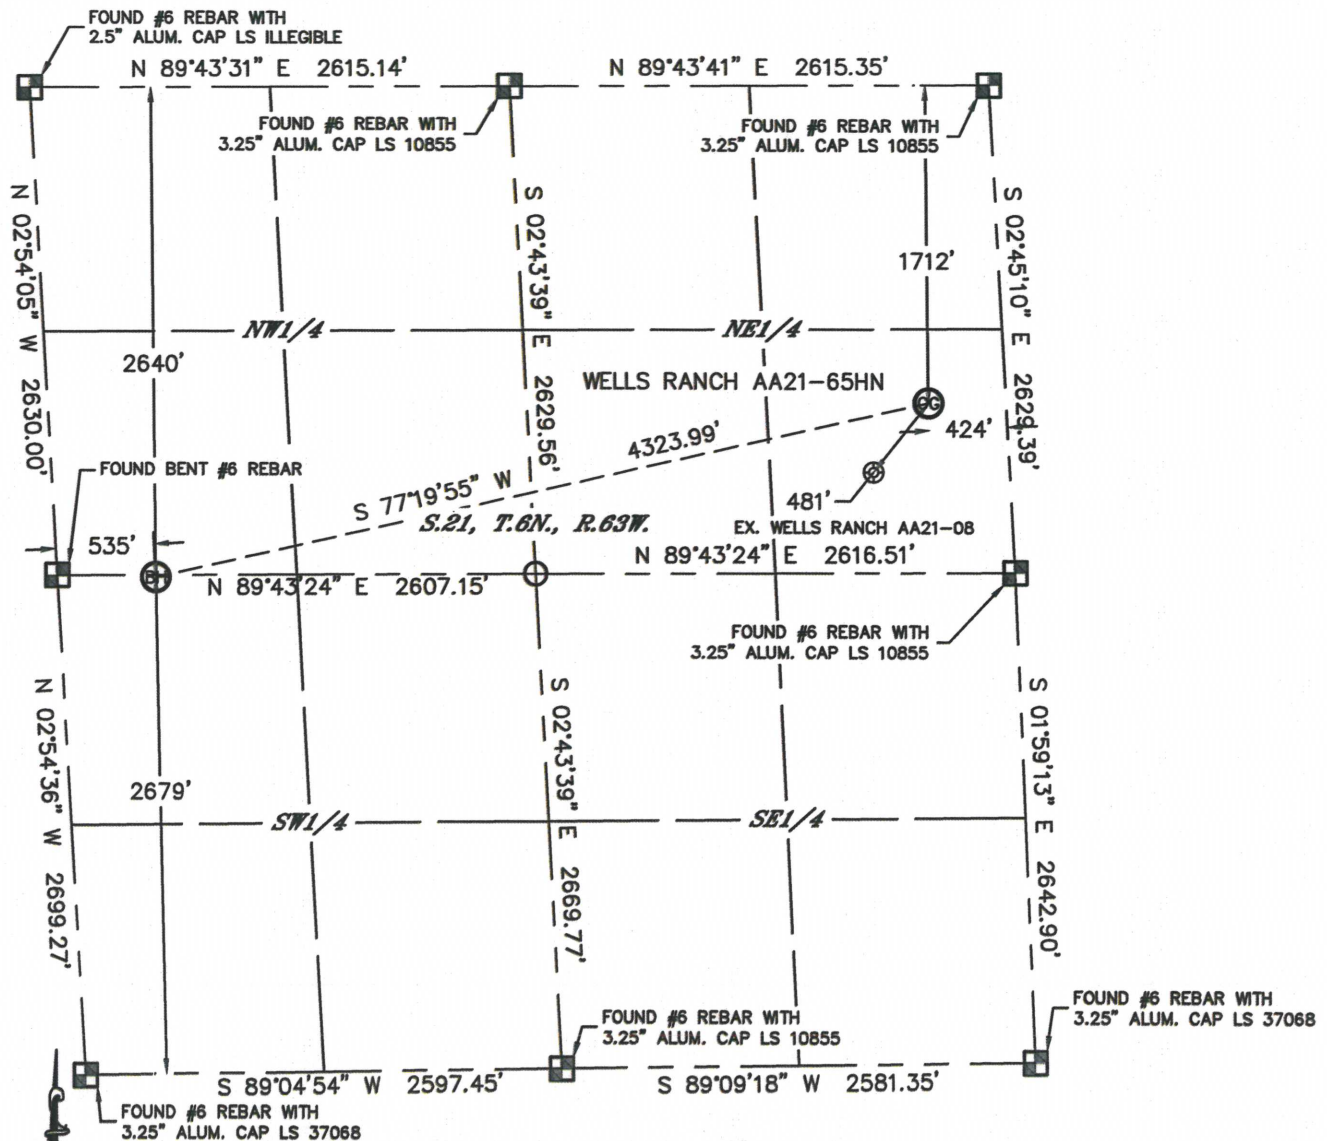 FOUND #6 REBAR WITH
2.5" ALUM. CAP LS ILLEGIBLE
N 89°43'31" E 2615.14'
N 89°43'41" E 2615.35'
FOUND #6 REBAR WITH
3.25" ALUM. CAP LS 10855
FOUND #6 REBAR WITH
3.25" ALUM. CAP LS 10855
N 02°54'05" W 2630.00'
S 02°43'39" E 2629.56'
S 02°45'10" E 2629.39'
1712'
NW1/4
NE1/4
2640'
WELLS RANCH AA21-65HN
424'
4323.99'
FOUND BENT #6 REBAR
S 77°19'55" W
481'
S.21, T.6N., R.63W.
EX. WELLS RANCH AA21-08
535'
N 89°43'24" E 2616.51'
BH
N 89°43'24" E 2607.15'
FOUND #6 REBAR WITH
3.25" ALUM. CAP LS 10855
N 02°54'36" W 2699.27'
S 02°43'39" E 2669.77'
S 01°59'13" E 2642.90'
2679'
SW1/4
SE1/4
FOUND #6 REBAR WITH
3.25" ALUM. CAP LS 10855
FOUND #6 REBAR WITH
3.25" ALUM. CAP LS 37068
S 89°04'54" W 2597.45'
S 89°09'18" W 2581.35'
FOUND #6 REBAR WITH
3.25" ALUM. CAP LS 37068